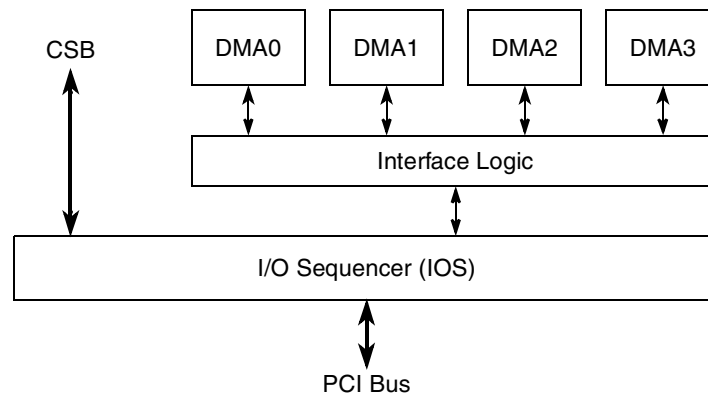 CSB
DMA0 DMA1 DMA2 DMA3
Interface Logic
I/O Sequencer (IOS)
PCI Bus